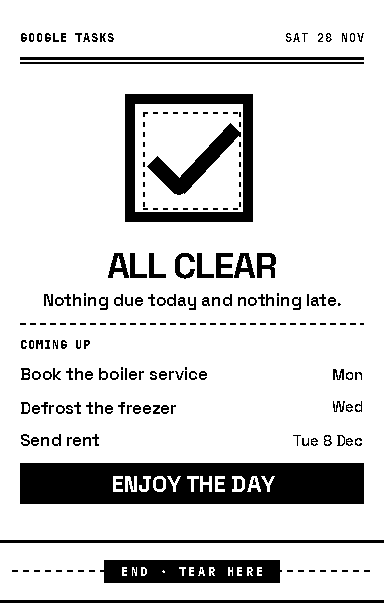 GOOGLE TASKS SAT 28 NOV
ALL CLEAR
Nothing due today and nothing late.
COMING UP
Book the boiler service Mon
Defrost the freezer Wed
Send rent Tue 8 Dec
ENJOY THE DAY
END · TEAR HERE